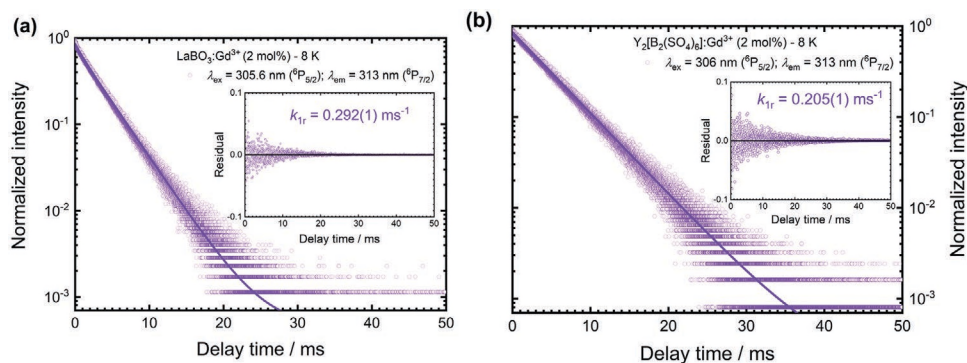 (a)
LaBO₃:Gd³⁺ (2 mol%) - 8 K
λex = 305.6 nm (⁶P5/2); λem = 313 nm (⁶P7/2)
k1r = 0.292(1) ms⁻¹
0.1
0.0
-0.1
Residual
0 10 20 30 40 50
Delay time / ms
10⁰
10⁻¹
10⁻²
10⁻³
Normalized intensity
0 10 20 30 40 50
Delay time / ms
(b)
Y₂[B₂(SO₄)₆]:Gd³⁺ (2 mol%) - 8 K
λex = 306 nm (⁶P5/2); λem = 313 nm (⁶P7/2)
k1r = 0.205(1) ms⁻¹
0.1
0.0
-0.1
Residual
0 10 20 30 40 50
Delay time / ms
10⁰
10⁻¹
10⁻²
10⁻³
Normalized intensity
0 10 20 30 40 50
Delay time / ms